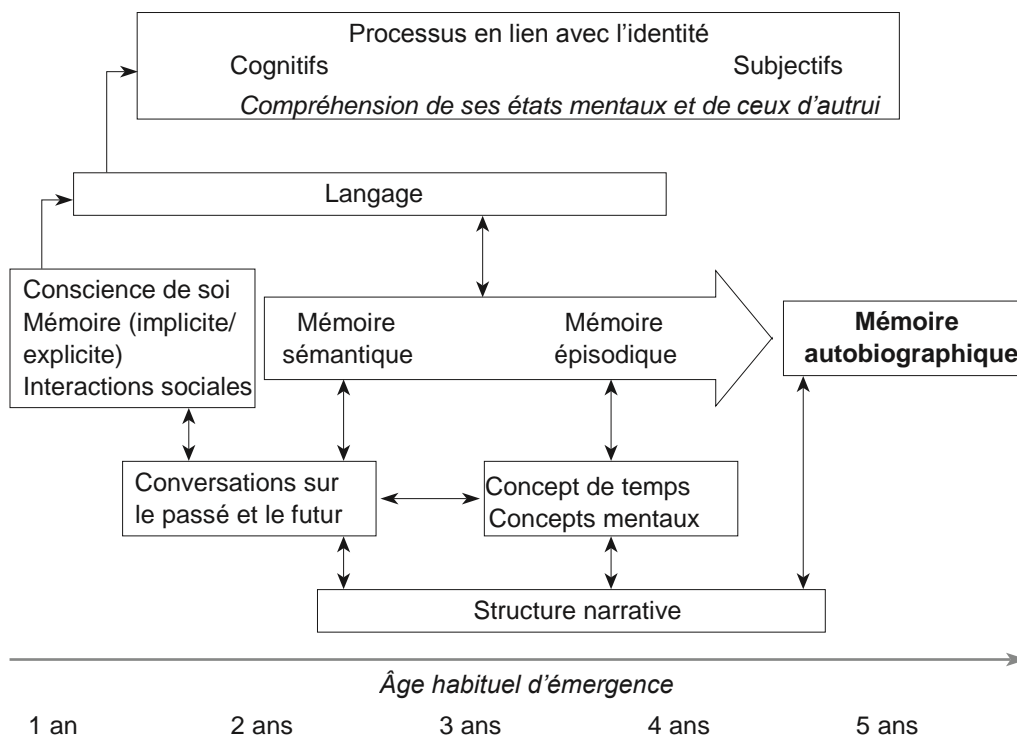 Processus en lien avec l’identité
Cognitifs Subjectifs
Compréhension de ses états mentaux et de ceux d’autrui
Langage
Conscience de soi
Mémoire (implicite/
explicite)
Interactions sociales
Mémoire
sémantique
Mémoire
épisodique
Mémoire
autobiographique
Conversations sur
le passé et le futur
Concept de temps
Concepts mentaux
Structure narrative
Âge habituel d’émergence
1 an 2 ans 3 ans 4 ans 5 ans